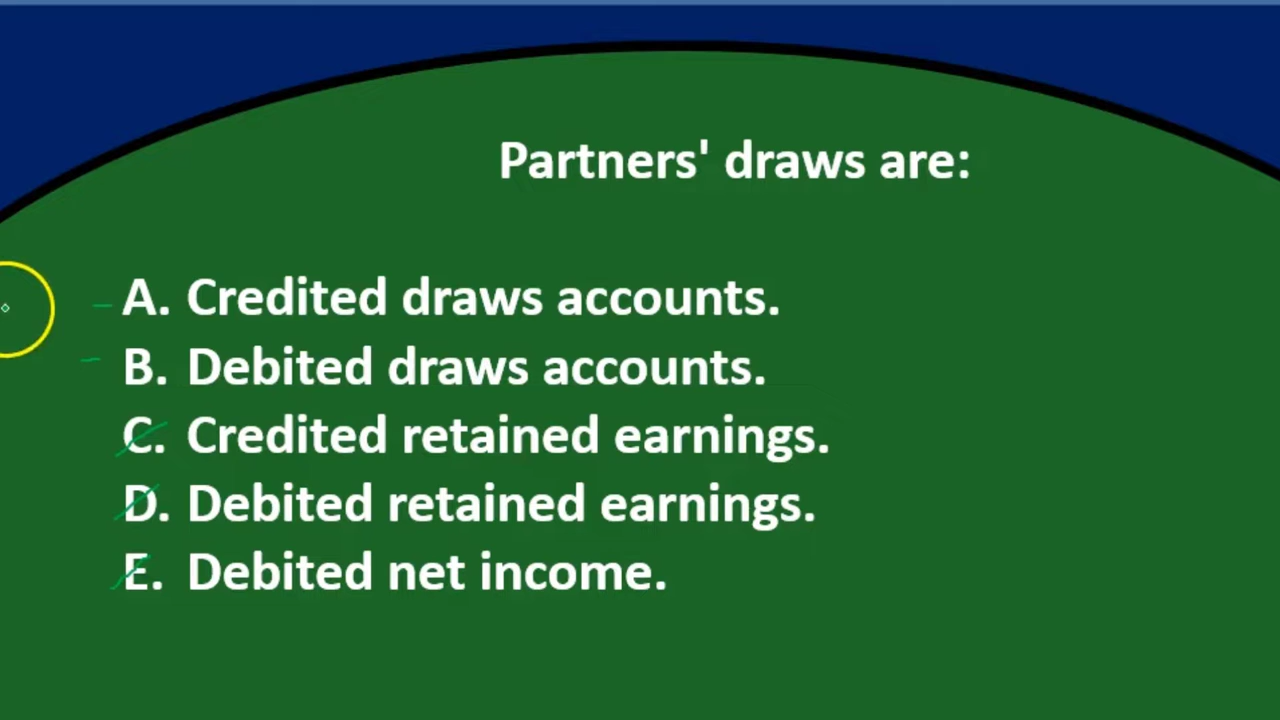 Partners' draws are:
A. Credited draws accounts.
B. Debited draws accounts.
C. Credited retained earnings.
D. Debited retained earnings.
E. Debited net income.